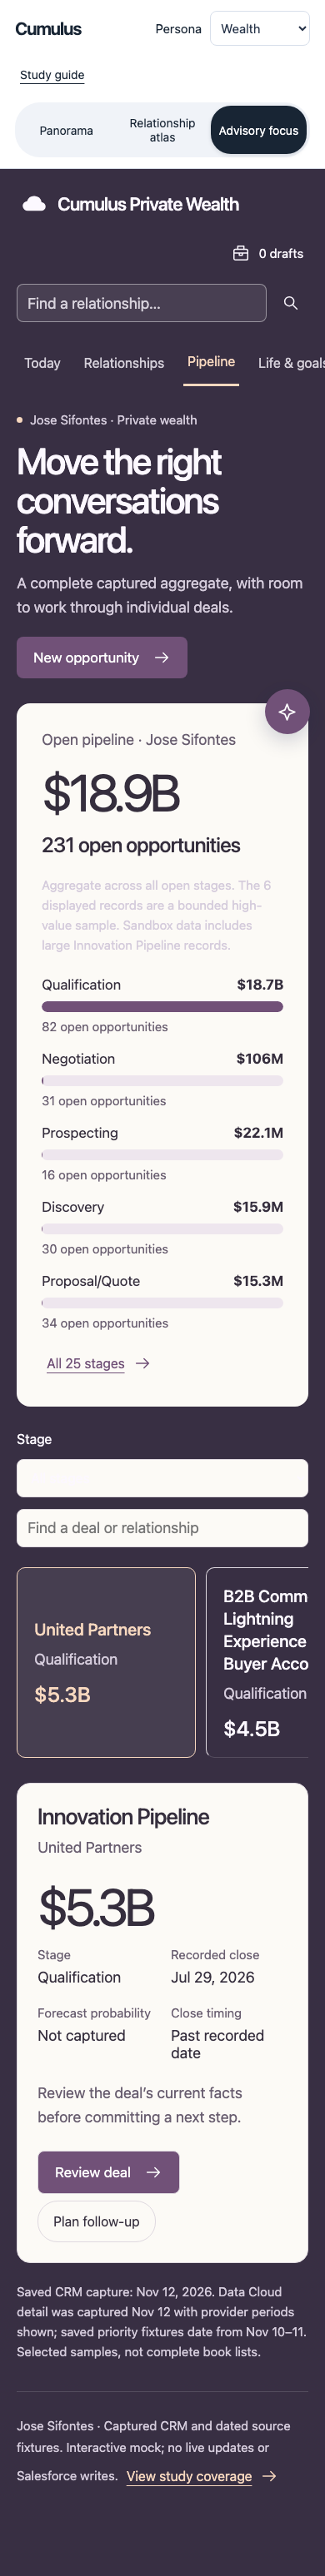 Cumulus
Persona
Wealth
Study guide
Panorama
Relationship
atlas
Advisory focus
Cumulus Private Wealth
0 drafts
Find a relationship...
Today
Relationships
Pipeline
Life & goals
Jose Sifontes · Private wealth
Move the right
conversations
forward.
A complete captured aggregate, with room
to work through individual deals.
New opportunity
Open pipeline · Jose Sifontes
$18.9B
231 open opportunities
Aggregate across all open stages. The 6
displayed records are a bounded high-
value sample. Sandbox data includes
large Innovation Pipeline records.
Qualification $18.7B
82 open opportunities
Negotiation $106M
31 open opportunities
Prospecting $22.1M
16 open opportunities
Discovery $15.9M
30 open opportunities
Proposal/Quote $15.3M
34 open opportunities
All 25 stages
Stage
Find a deal or relationship
United Partners
Qualification
$5.3B
B2B Comm
Lightning
Experience
Buyer Acco
Qualification
$4.5B
Innovation Pipeline
United Partners
$5.3B
Stage
Qualification
Recorded close
Jul 29, 2026
Forecast probability
Not captured
Close timing
Past recorded
date
Review the deal's current facts
before committing a next step.
Review deal
Plan follow-up
Saved CRM capture: Nov 12, 2026. Data Cloud
detail was captured Nov 12 with provider periods
shown; saved priority fixtures date from Nov 10–11.
Selected samples, not complete book lists.
Jose Sifontes · Captured CRM and dated source
fixtures. Interactive mock; no live updates or
Salesforce writes. View study coverage